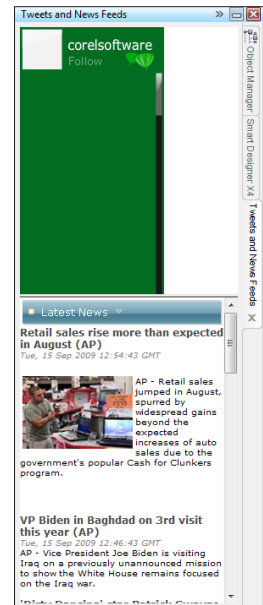 Tweets and News Feeds
corelsoftware
Follow
Object Manager
Smart Designer X4
Tweets and News Feeds
Latest News
Retail sales rise more than expected
in August (AP)
Tue, 15 Sep 2009 12:54:43 GMT
AP - Retail sales
jumped in August,
spurred by
widespread gains
beyond the
expected
increases of auto
sales due to the
government's popular Cash for Clunkers
program.
VP Biden in Baghdad on 3rd visit
this year (AP)
Tue, 15 Sep 2009 12:46:43 GMT
AP - Vice President Joe Biden is visiting
Iraq on a previously unannounced mission
to show the White House remains focused
on the Iraq war.
'Dirty Dancing' star Patrick Swayze